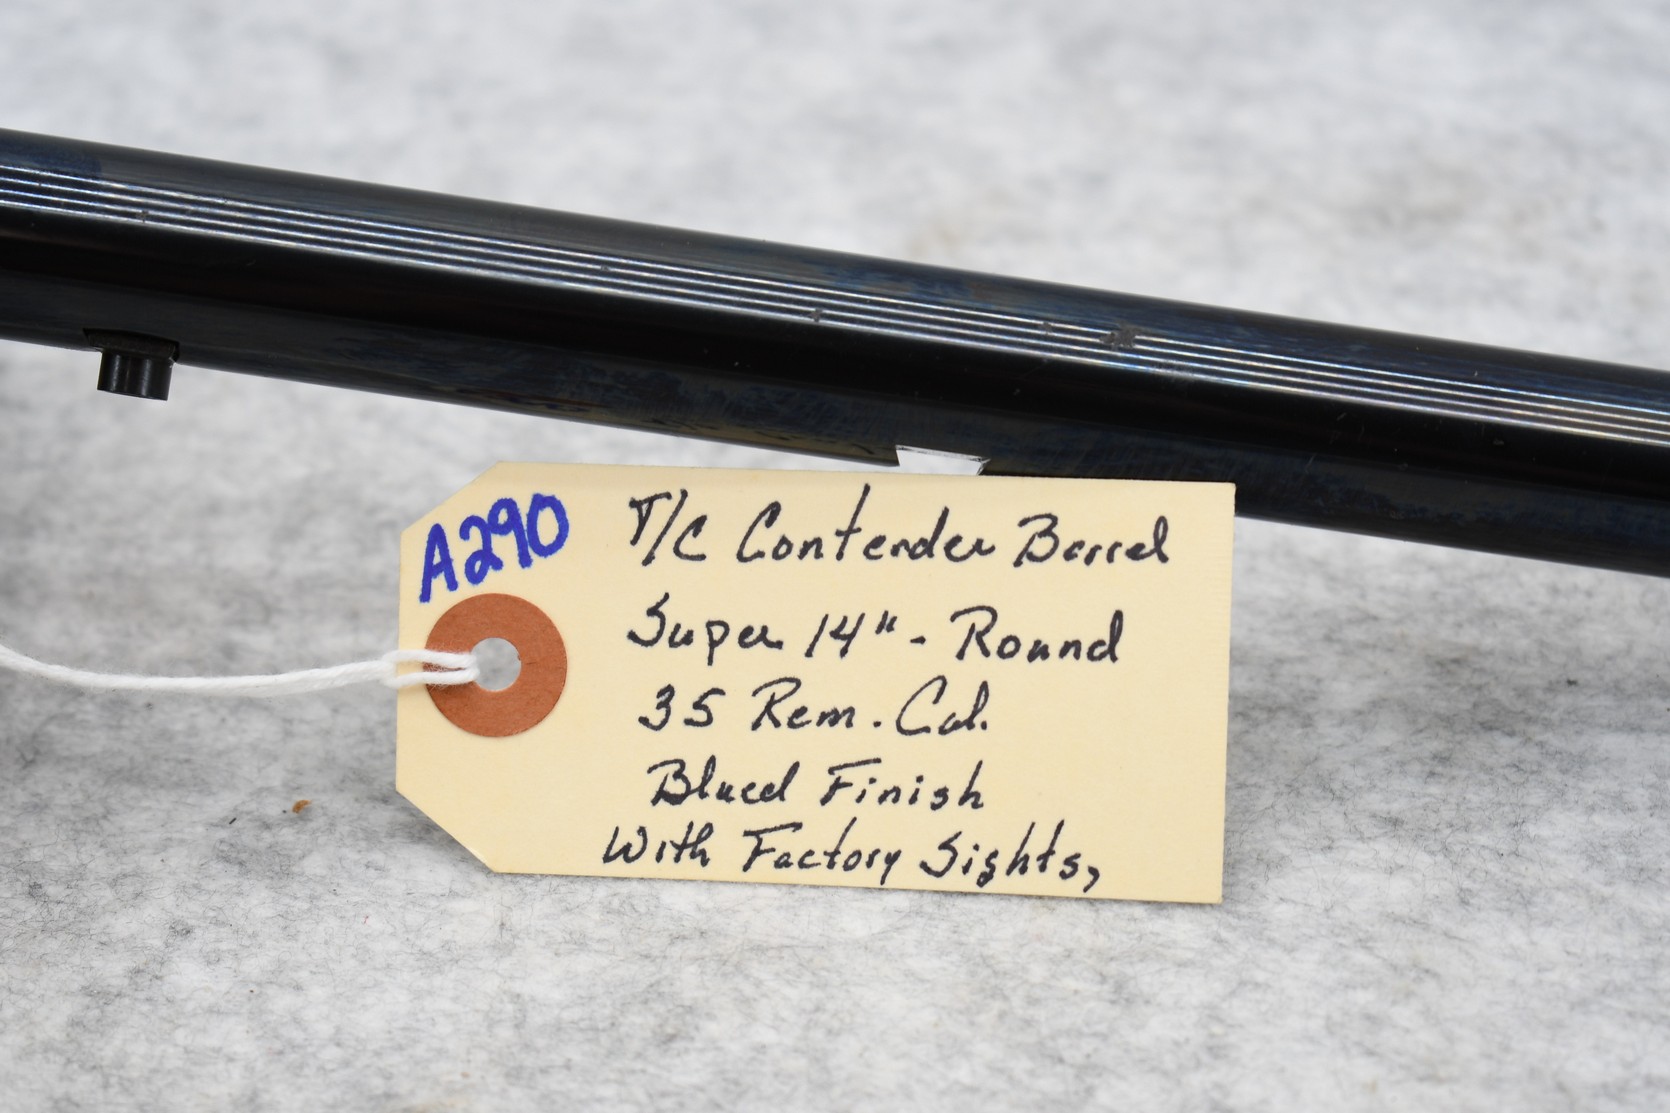 A290
T/C Contender Barrel
Super 14" - Round
35 Rem. Cal.
Blued Finish
With Factory Sights,